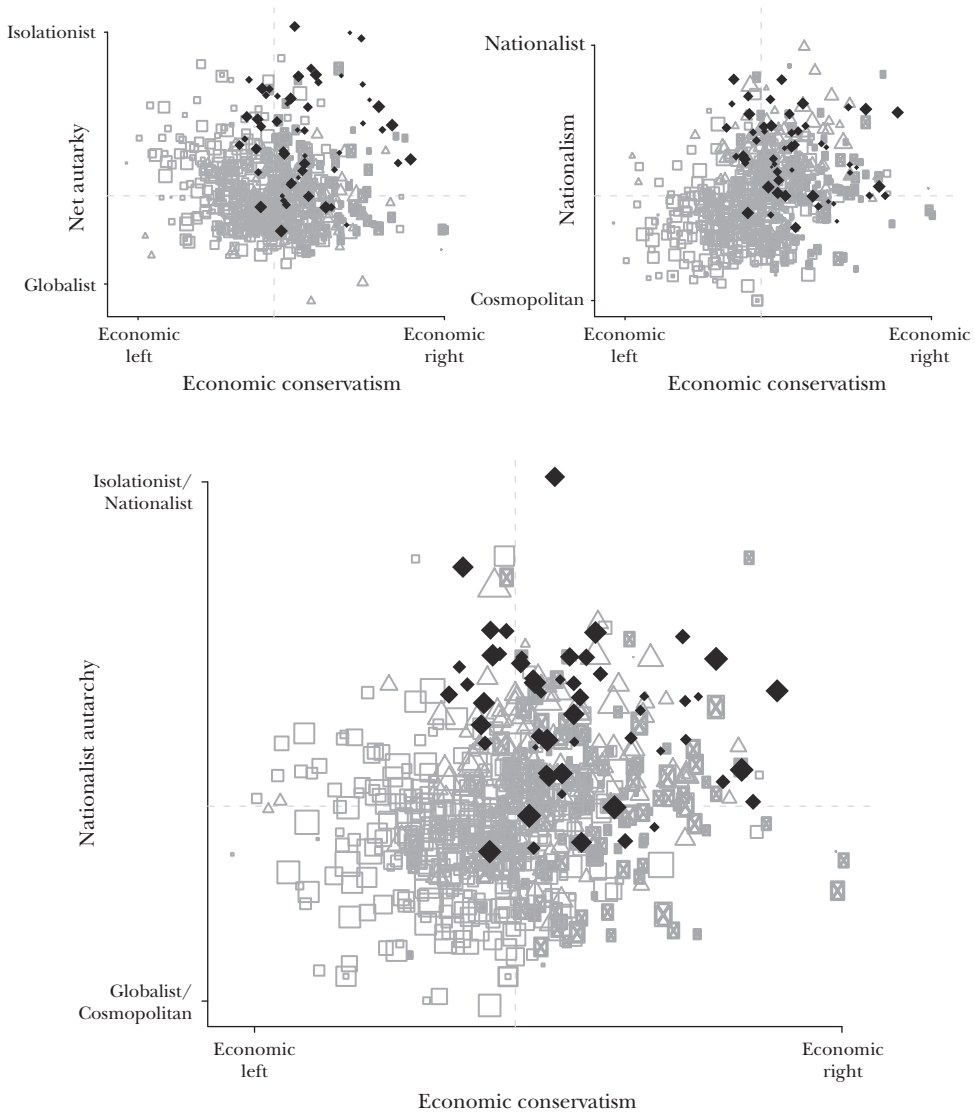 Isolationist
Net autarky
Globalist
Economic
left
Economic
right
Economic conservatism
Nationalist
Nationalism
Cosmopolitan
Economic
left
Economic
right
Economic conservatism
Isolationist/
Nationalist
Nationalist autarchy
Globalist/
Cosmopolitan
Economic
left
Economic
right
Economic conservatism